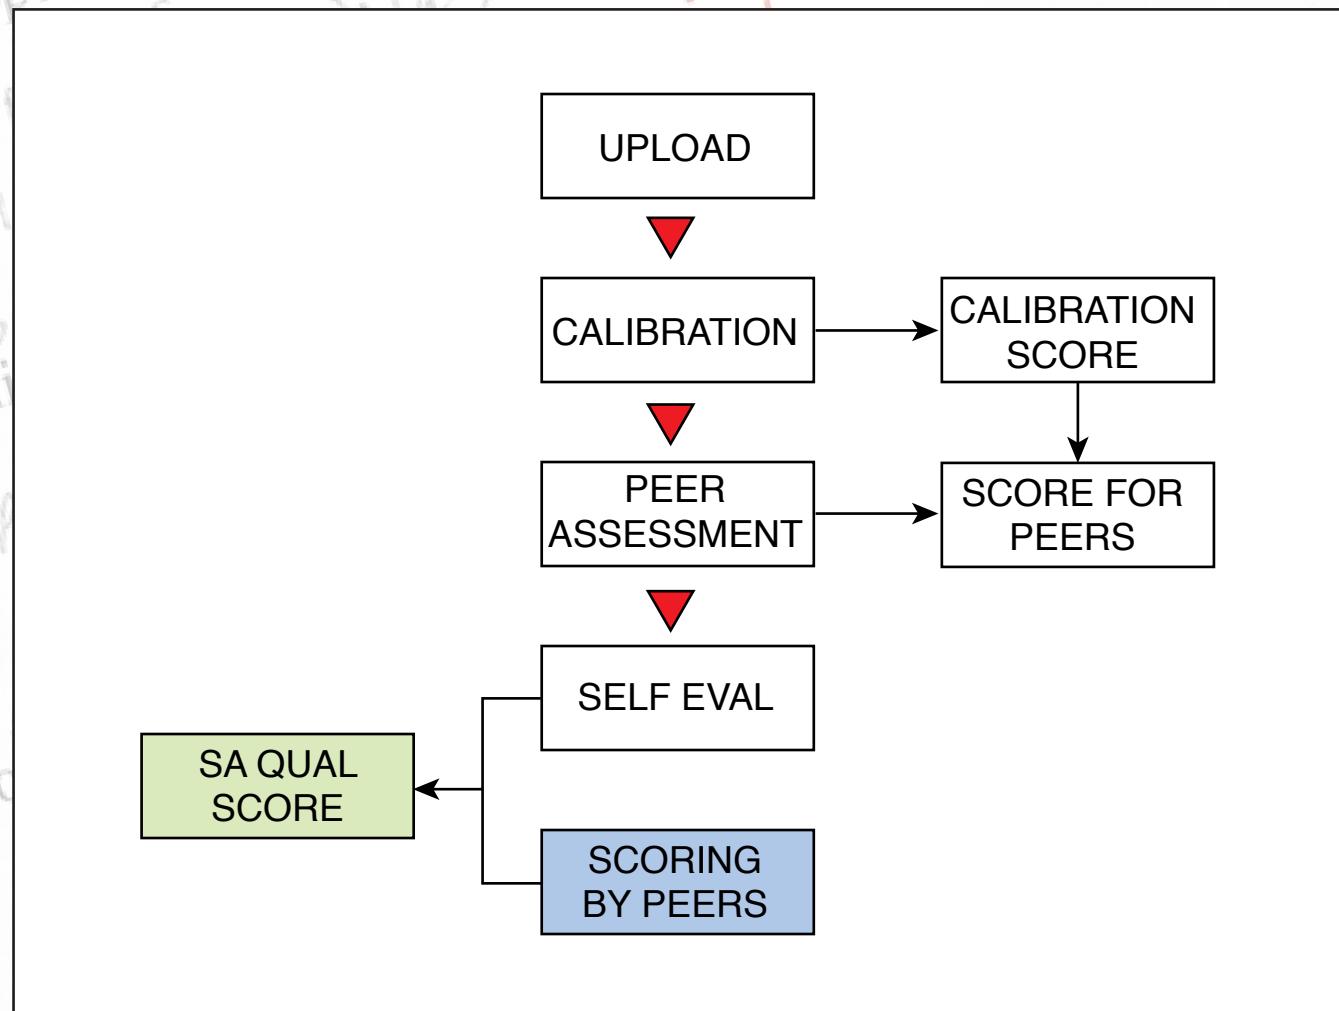 UPLOAD
CALIBRATION
CALIBRATION
SCORE
PEER
ASSESSMENT
SCORE FOR
PEERS
SELF EVAL
SA QUAL
SCORE
SCORING
BY PEERS